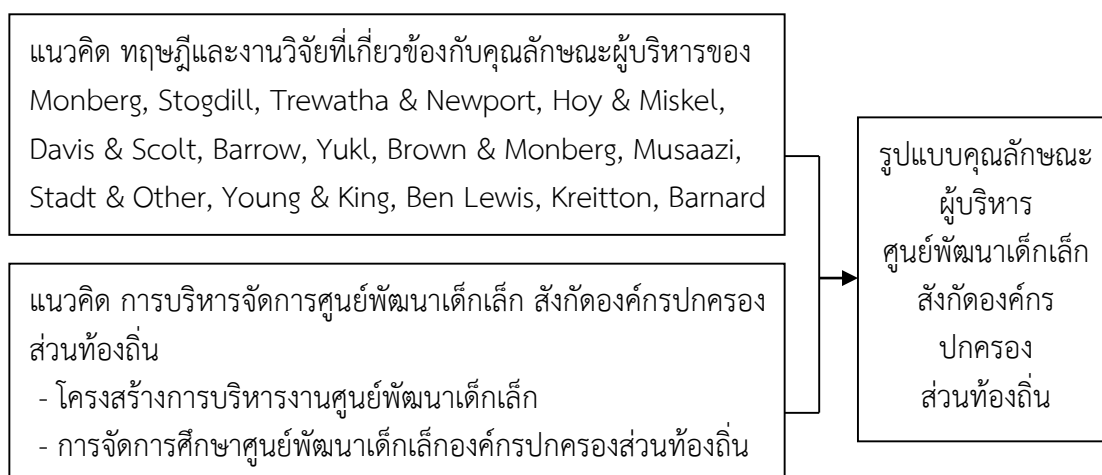 แนวคิด ทฤษฎีและงานวิจัยที่เกี่ยวข้องกับคุณลักษณะผู้บริหารของ
Monberg, Stogdill, Trewatha & Newport, Hoy & Miskel,
Davis & Scolt, Barrow, Yukl, Brown & Monberg, Musaazi,
Stadt & Other, Young & King, Ben Lewis, Kreitton, Barnard
แนวคิด การบริหารจัดการศูนย์พัฒนาเด็กเล็ก สังกัดองค์กรปกครอง
ส่วนท้องถิ่น
- โครงสร้างการบริหารงานศูนย์พัฒนาเด็กเล็ก
- การจัดการศึกษาศูนย์พัฒนาเด็กเล็กองค์กรปกครองส่วนท้องถิ่น
รูปแบบคุณลักษณะ
ผู้บริหาร
ศูนย์พัฒนาเด็กเล็ก
สังกัดองค์กร
ปกครอง
ส่วนท้องถิ่น